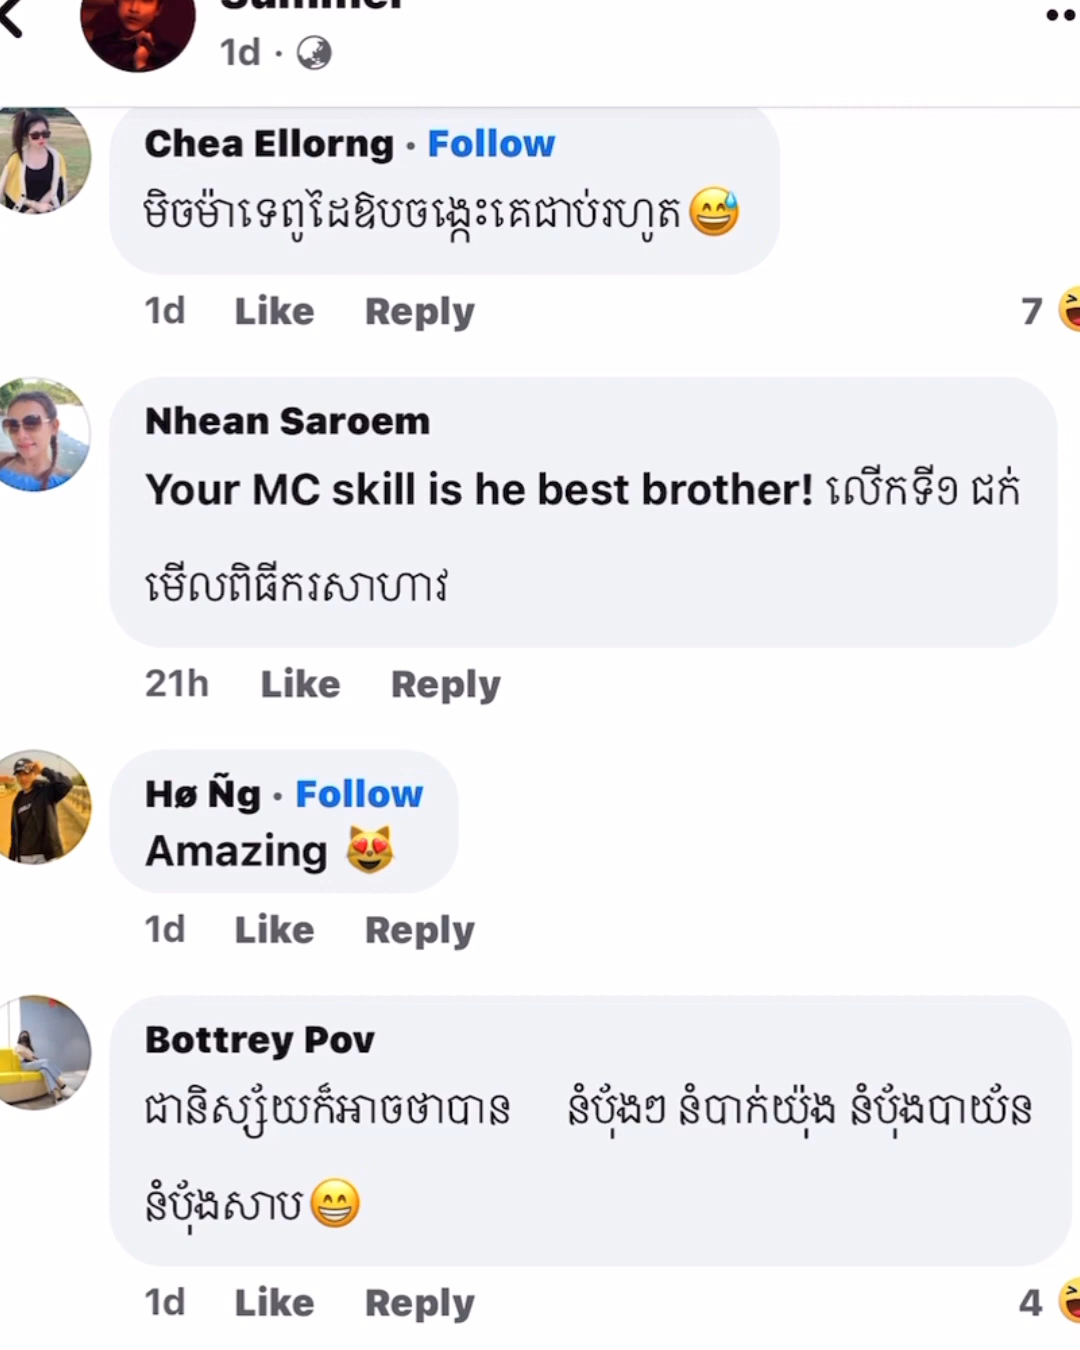 Summer
1d ·
Chea Ellorng · Follow
មិចម៉ាទេពូដៃឱបចង្កេះគេជាប់រហូត😅
1d Like Reply
7 😆
Nhean Saroem
Your MC skill is he best brother! លើកទី១ ជក់
មើលពិធីករសាហាវ
21h Like Reply
Hø Ñg · Follow
Amazing 😻
1d Like Reply
Bottrey Pov
ជានិស្ស័យក៏អាចថាបាន នំបុ័ងៗ នំបាក់យ៉ុង នំបុ័ងបាយ័ន
នំបុ័ងសាប😁
1d Like Reply
4 😆